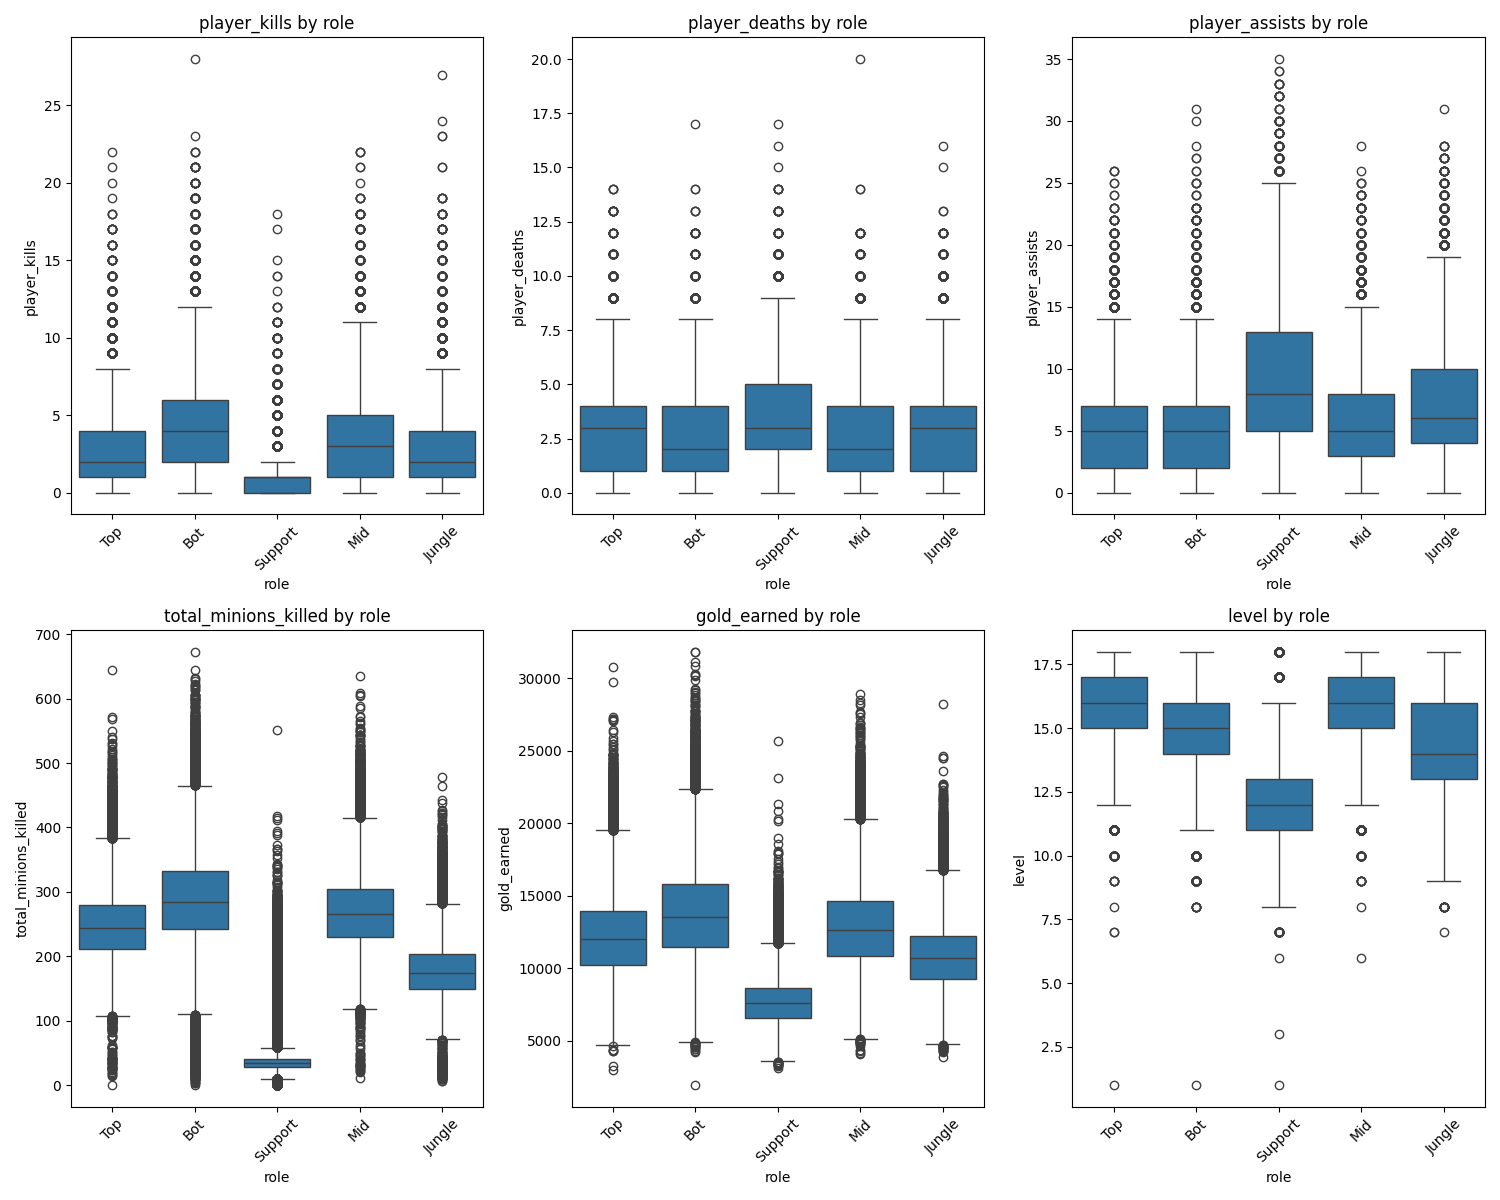 player_kills by role
player_kills
25
20
15
10
5
0
Top
Bot
Support
Mid
Jungle
role
player_deaths by role
player_deaths
20.0
17.5
15.0
12.5
10.0
7.5
5.0
2.5
0.0
Top
Bot
Support
Mid
Jungle
role
player_assists by role
player_assists
35
30
25
20
15
10
5
0
Top
Bot
Support
Mid
Jungle
role
total_minions_killed by role
total_minions_killed
700
600
500
400
300
200
100
0
Top
Bot
Support
Mid
Jungle
role
gold_earned by role
gold_earned
30000
25000
20000
15000
10000
5000
Top
Bot
Support
Mid
Jungle
role
level by role
level
17.5
15.0
12.5
10.0
7.5
5.0
2.5
Top
Bot
Support
Mid
Jungle
role